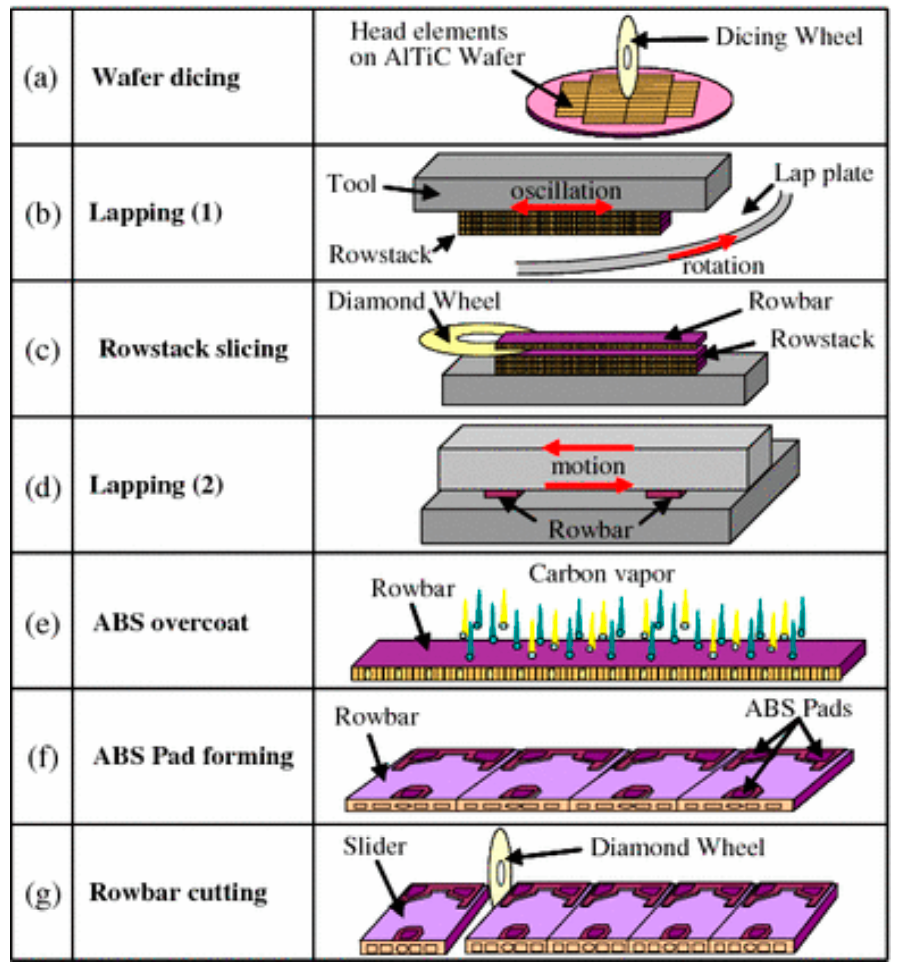 (a)
Wafer dicing
Head elements
on AlTiC Wafer
Dicing Wheel
(b)
Lapping (1)
Tool
oscillation
Lap plate
Rowstack
rotation
(c)
Rowstack slicing
Diamond Wheel
Rowbar
Rowstack
(d)
Lapping (2)
motion
Rowbar
(e)
ABS overcoat
Carbon vapor
Rowbar
(f)
ABS Pad forming
Rowbar
ABS Pads
(g)
Rowbar cutting
Slider
Diamond Wheel